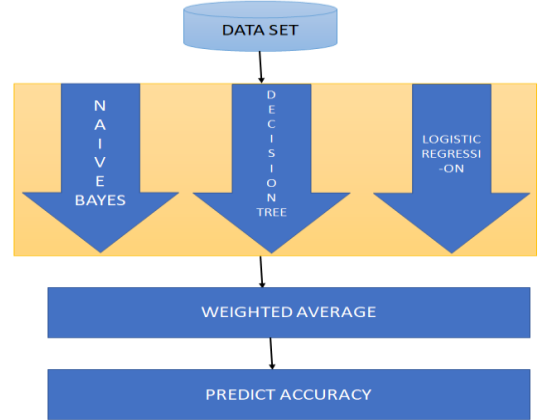 DATA SET
N
A
I
V
E
BAYES
D
E
C
I
S
I
O
N
TREE
LOGISTIC
REGRESSI
-ON
WEIGHTED AVERAGE
PREDICT ACCURACY